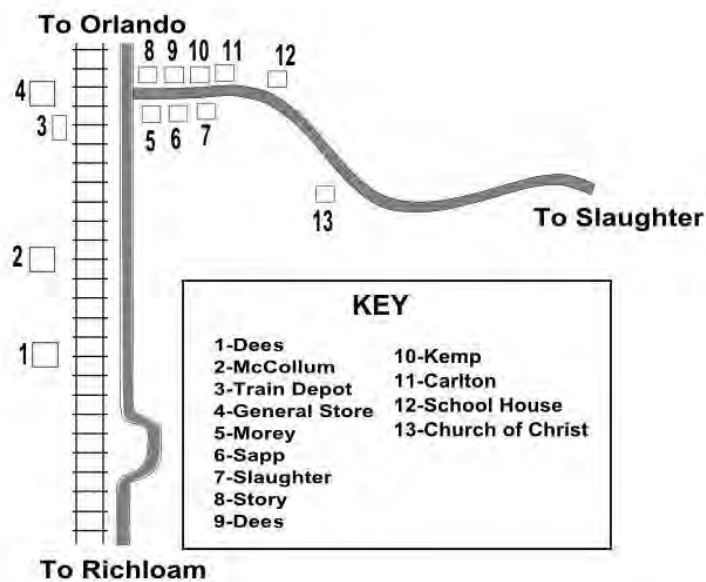 To Orlando
8 9 10 11 12
4
3
5 6 7
13
To Slaughter
2
1
KEY
1-Dees
2-McCollum
3-Train Depot
4-General Store
5-Morey
6-Sapp
7-Slaughter
8-Story
9-Dees
10-Kemp
11-Carlton
12-School House
13-Church of Christ
To Richloam